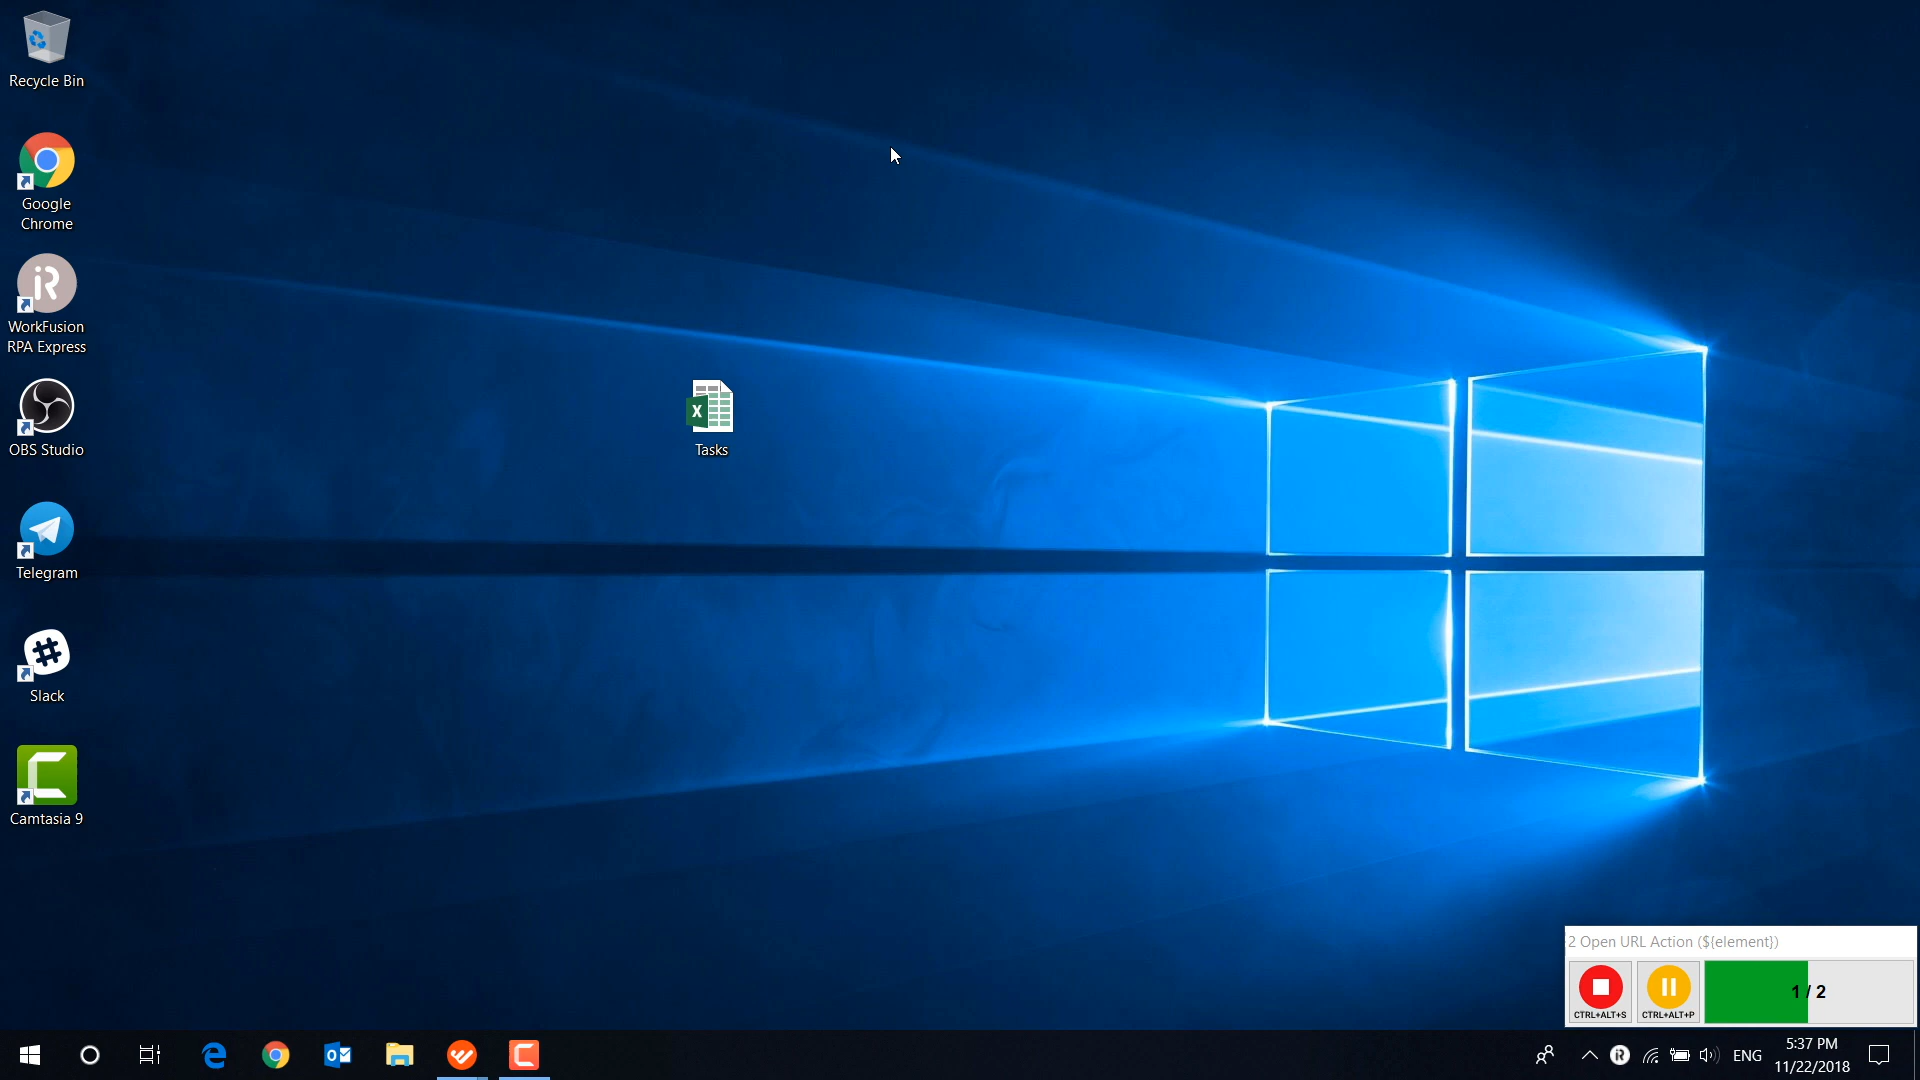 Recycle Bin
Google
Chrome
WorkFusion
RPA Express
OBS Studio
Telegram
Slack
Camtasia 9
Tasks
2 Open URL Action (${element})
CTRL+ALT+S
CTRL+ALT+P
1 / 2
ENG
5:37 PM
11/22/2018